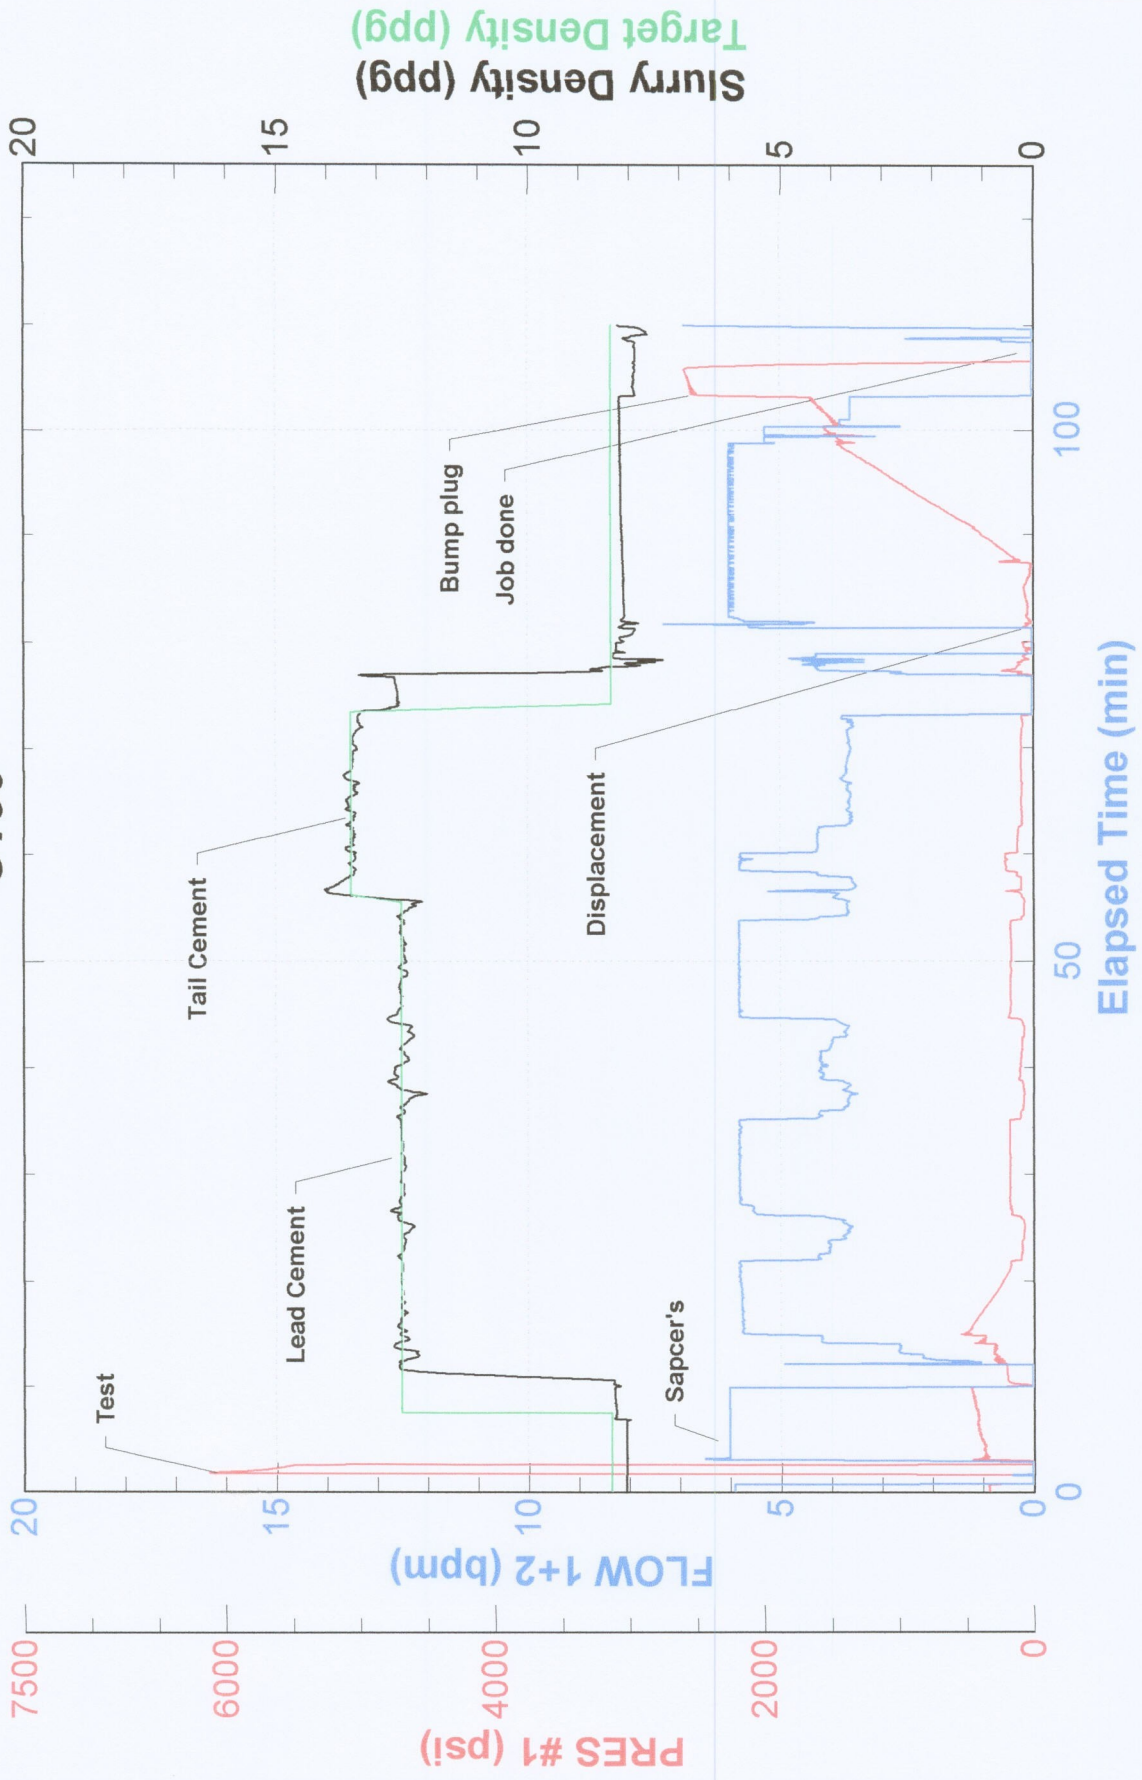 20
15
10
5
0
Slurry Density (ppg)
Target Density (ppg)
Test
Lead Cement
Tail Cement
Sapcer's
Displacement
Bump plug
Job done
7500
6000
4000
2000
0
PRES #1 (psi)
20
15
10
5
0
FLOW 1+2 (bpm)
0
50
100
Elapsed Time (min)